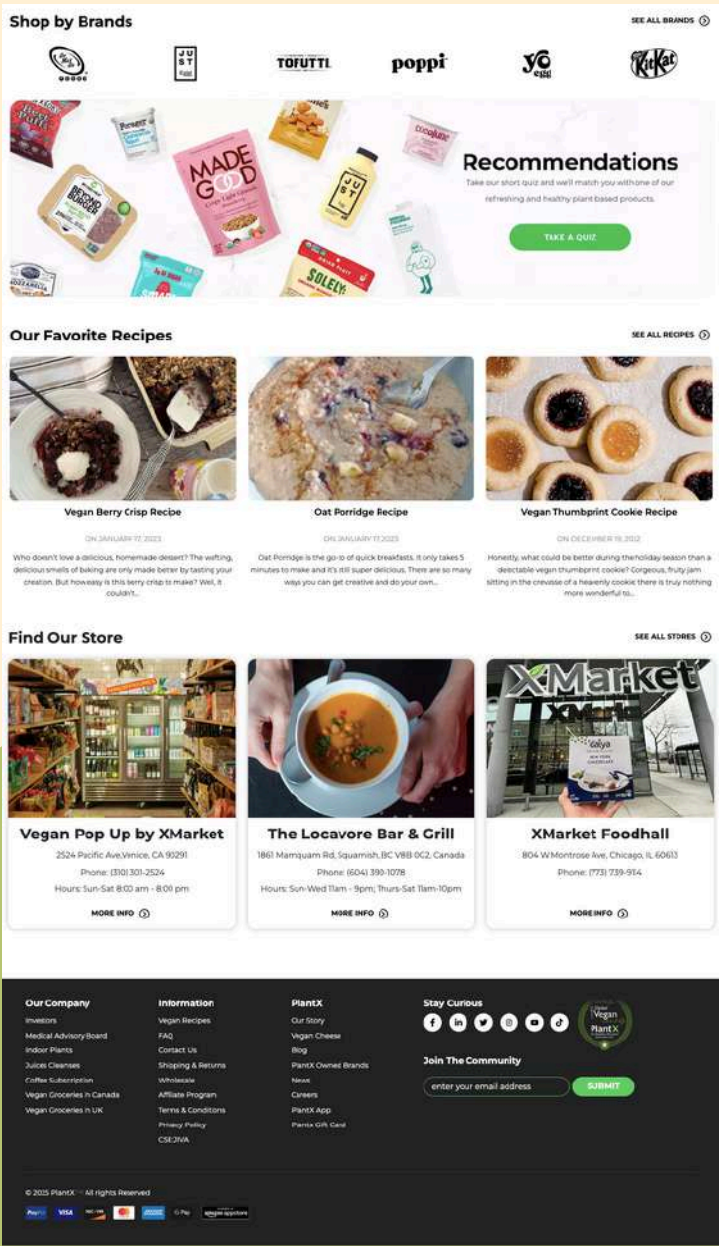 Shop by Brands
SEE ALL BRANDS
JUST
Egg
TOFUTTI
poppi
yo
egg
KitKat
MADE
GOOD
BEYOND
BURGER
JUST
cocojune
SOLELY
Recommendations
Take our short quiz and we'll match you with one of our
refreshing and healthy plant based products.
TAKE A QUIZ
Our Favorite Recipes
SEE ALL RECIPES
Vegan Berry Crisp Recipe
ON JANUARY 17, 2023
Who doesn't love a delicious, homemade dessert? The wafting,
delicious smells of baking are only made better by tasting your
creation. But how easy is this berry crisp to make? Well, it
couldn't...
Oat Porridge Recipe
ON JANUARY 17, 2023
Oat Porridge is the go-to of quick breakfasts. It only takes 5
minutes to make and it's still super delicious. There are so many
ways you can get creative and do your own...
Vegan Thumbprint Cookie Recipe
ON DECEMBER 19, 2022
Honestly, what could be better during the holiday season than a
delectable vegan thumbprint cookie? Gorgeous, fruity jam
sitting in the crevasse of a heavenly cookie there is truly nothing
more wonderful to...
Find Our Store
SEE ALL STORES
XMarket
daiya
Vegan Pop Up by XMarket
2524 Pacific Ave,Venice, CA 90291
Phone: (310) 301-2524
Hours: Sun-Sat 8:00 am - 8:00 pm
MORE INFO
The Locavore Bar & Grill
1861 Mamquam Rd, Squamish, BC V8B 0G2, Canada
Phone: (604) 390-1078
Hours: Sun-Wed 11am - 9pm; Thurs-Sat 11am-10pm
MORE INFO
XMarket Foodhall
804 W Montrose Ave, Chicago, IL 60613
Phone: (773) 739-9114
MORE INFO
Our Company
Investors
Medical Advisory Board
Indoor Plants
Juices Cleanses
Coffee Subscription
Vegan Groceries in Canada
Vegan Groceries in UK
Information
Vegan Recipes
FAQ
Contact Us
Shipping & Returns
Wholesale
Affiliate Program
Terms & Conditions
Privacy Policy
CSE:JIVA
PlantX
Our Story
Vegan Cheese
Blog
PlantX Owned Brands
News
Careers
PlantX App
PlantX Gift Card
Stay Curious
Vegan
PlantX
Join The Community
enter your email address
SUBMIT
© 2025 PlantX ™ All rights Reserved
PayPal
VISA
G Pay
amazon appstore